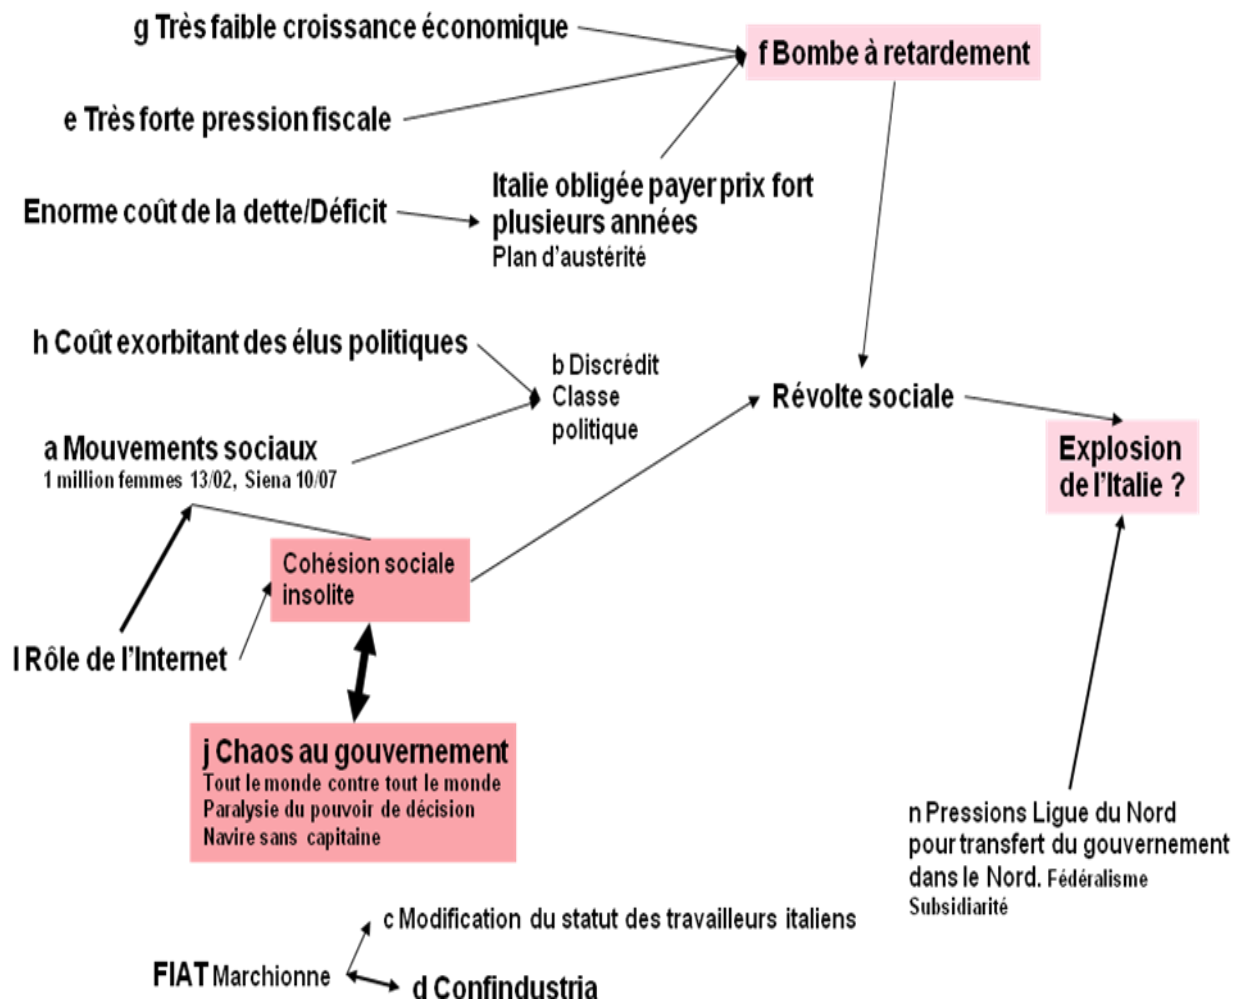 g Très faible croissance économique
f Bombe à retardement
e Très forte pression fiscale
Italie obligée payer prix fort
plusieurs années
Plan d'austérité
Enorme coût de la dette/Déficit
h Coût exorbitant des élus politiques
b Discrédit
Classe
politique
Révolte sociale
a Mouvements sociaux
1 million femmes 13/02, Siena 10/07
Explosion
de l'Italie ?
Cohésion sociale
insolite
l Rôle de l'Internet
j Chaos au gouvernement
Tout le monde contre tout le monde
Paralysie du pouvoir de décision
Navire sans capitaine
n Pressions Ligue du Nord
pour transfert du gouvernement
dans le Nord. Fédéralisme
Subsidiarité
c Modification du statut des travailleurs italiens
FIAT Marchionne
d Confindustria